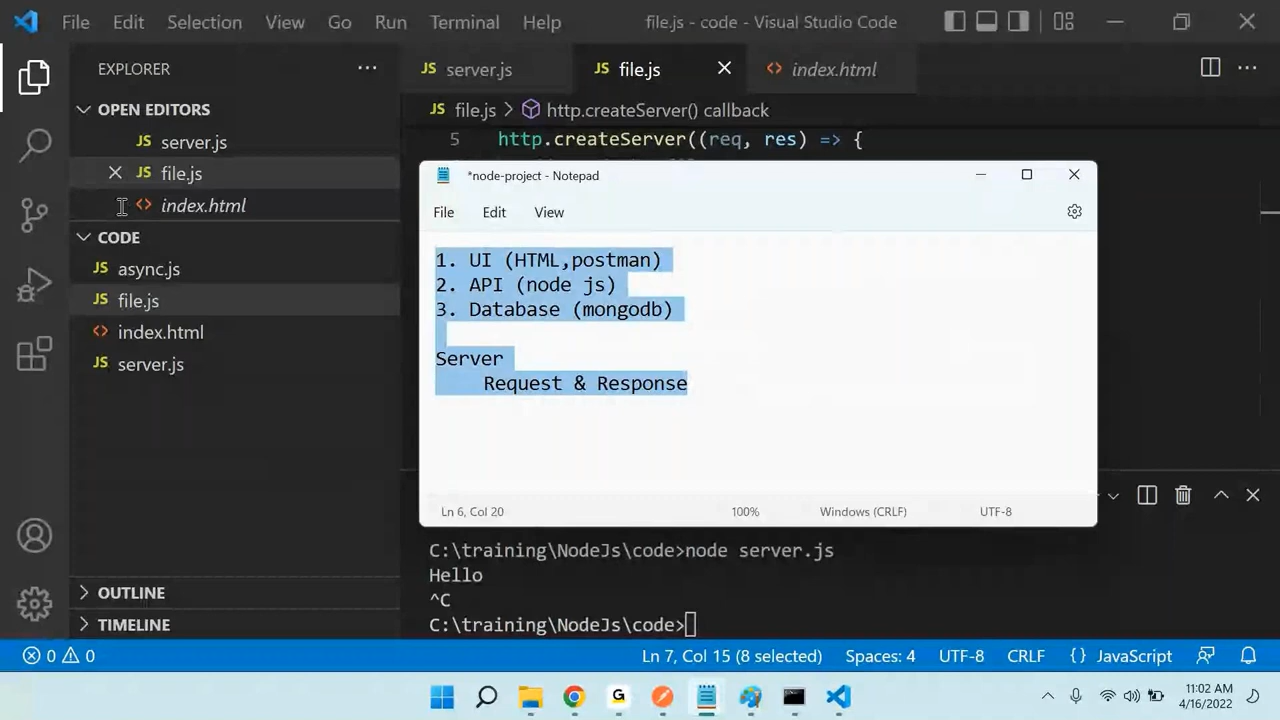 File Edit Selection View Go Run Terminal Help file.js - code - Visual Studio Code
EXPLORER
OPEN EDITORS
JS server.js
JS file.js
index.html
CODE
JS async.js
JS file.js
index.html
JS server.js
OUTLINE
TIMELINE
JS server.js JS file.js index.html
JS file.js > http.createServer() callback
5 http.createServer((req, res) => {
*node-project - Notepad
File Edit View
1. UI (HTML,postman)
2. API (node js)
3. Database (mongodb)
Server
Request & Response
Ln 6, Col 20 100% Windows (CRLF) UTF-8
C:\training\NodeJs\code>node server.js
Hello
^C
C:\training\NodeJs\code>
0 0 Ln 7, Col 15 (8 selected) Spaces: 4 UTF-8 CRLF {} JavaScript
G
11:02 AM
4/16/2022